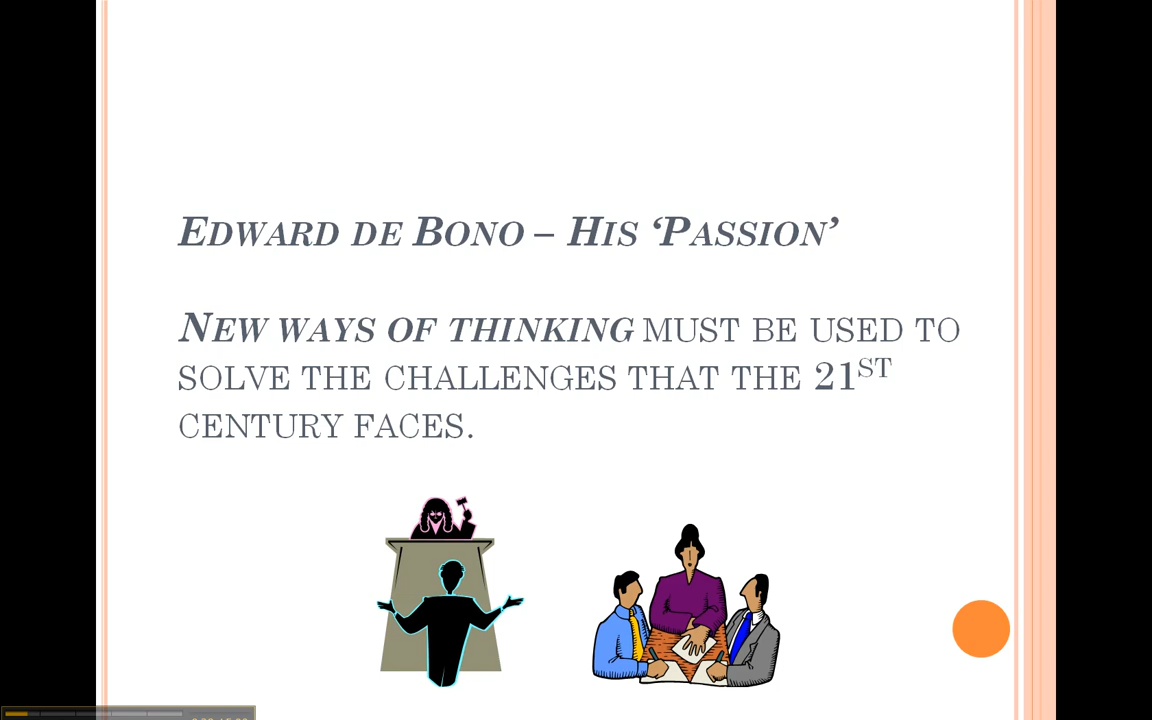 Edward de Bono – His ‘Passion’
New ways of thinking must be used to
solve the challenges that the 21st
century faces.